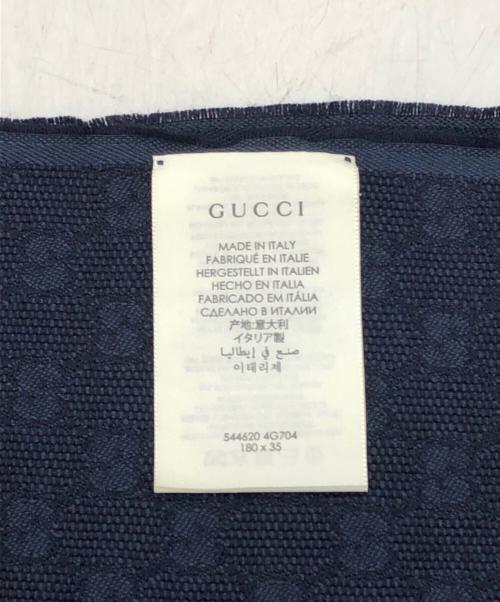 GUCCI
MADE IN ITALY
FABRIQUÉ EN ITALIE
HERGESTELLT IN ITALIEN
HECHO EN ITALIA
FABRICADO EM ITÁLIA
СДЕЛАНО В ИТАЛИИ
产地:意大利
イタリア製
صنع في إيطاليا
이태리제
544620 4G704
180 x 35